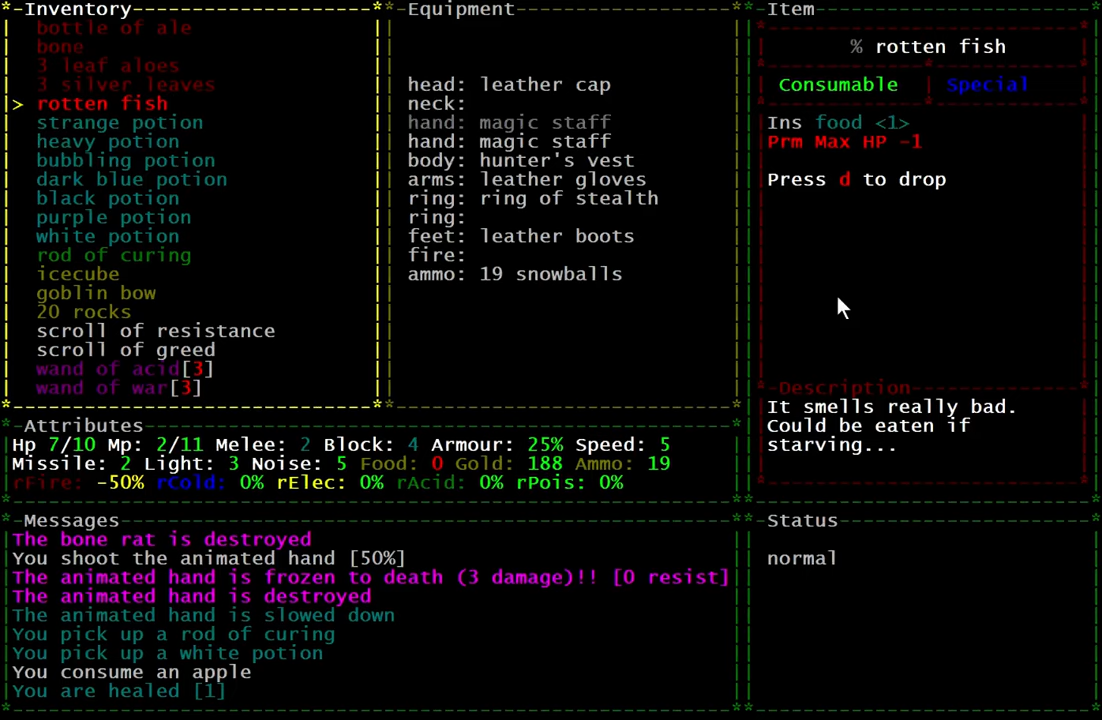 Inventory
bottle of ale
bone
3 leaf aloes
3 silver leaves
> rotten fish
strange potion
heavy potion
bubbling potion
dark blue potion
black potion
purple potion
white potion
rod of curing
icecube
goblin bow
20 rocks
scroll of resistance
scroll of greed
wand of acid[3]
wand of war[3]
Equipment
head: leather cap
neck:
hand: magic staff
hand: magic staff
body: hunter's vest
arms: leather gloves
ring: ring of stealth
ring:
feet: leather boots
fire:
ammo: 19 snowballs
Item
% rotten fish
Consumable | Special
Ins food <1>
Prm Max HP -1
Press d to drop
Description
It smells really bad.
Could be eaten if
starving...
Attributes
Hp 7/10 Mp: 2/11 Melee: 2 Block: 4 Armour: 25% Speed: 5
Missile: 2 Light: 3 Noise: 5 Food: 0 Gold: 188 Ammo: 19
rFire: -50% rCold: 0% rElec: 0% rAcid: 0% rPois: 0%
Messages
The bone rat is destroyed
You shoot the animated hand [50%]
The animated hand is frozen to death (3 damage)!! [0 resist]
The animated hand is destroyed
The animated hand is slowed down
You pick up a rod of curing
You pick up a white potion
You consume an apple
You are healed [1]
Status
normal